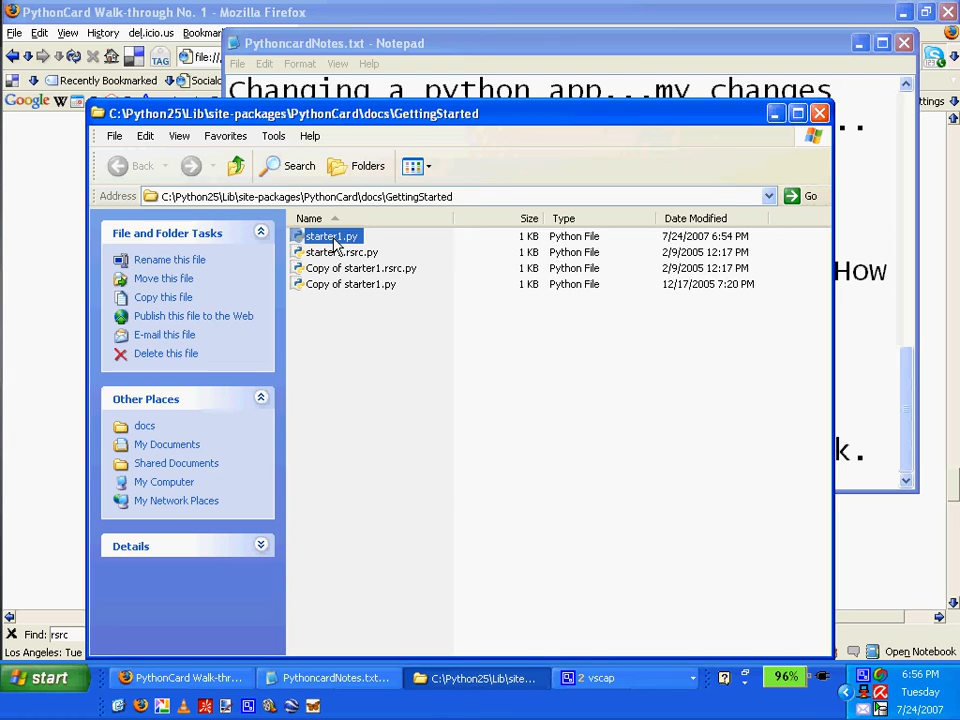 PythonCard Walk-through No. 1 - Mozilla Firefox
File Edit View History del.icio.us Bookmar
PythoncardNotes.txt - Notepad
File Edit Format View Help
TAG file://
Recently Bookmarked Social
Google
ettings
Changing a python app...my changes
..
How
k.
C:\Python25\Lib\site-packages\PythonCard\docs\GettingStarted
File Edit View Favorites Tools Help
Back Search Folders
Address C:\Python25\Lib\site-packages\PythonCard\docs\GettingStarted Go
File and Folder Tasks
Rename this file
Move this file
Copy this file
Publish this file to the Web
E-mail this file
Delete this file
Other Places
docs
My Documents
Shared Documents
My Computer
My Network Places
Details
Name Size Type Date Modified
starter1.py 1 KB Python File 7/24/2007 6:54 PM
starter1.rsrc.py 1 KB Python File 2/9/2005 12:17 PM
Copy of starter1.rsrc.py 1 KB Python File 2/9/2005 12:17 PM
Copy of starter1.py 1 KB Python File 12/17/2005 7:20 PM
Find: rsrc
Los Angeles: Tue
Open Notebook
start PythonCard Walk-thr... PythoncardNotes.txt... C:\Python25\Lib\site... 2 vscap 96% 6:56 PM
Tuesday
7/24/2007